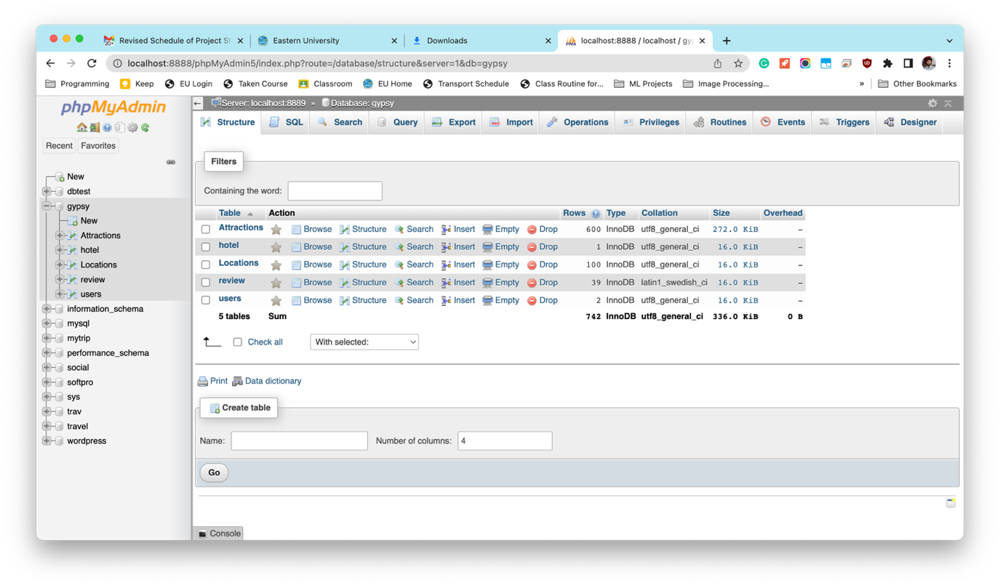 20+ Revised Schedule of Project Sh Eastern University Downloads localhost:8888 / localhost / gyp
localhost:8888/phpMyAdmin5/index.php?route=/database/structure&server=1&db=gypsy
Programming Keep EU Login Taken Course Classroom EU Home Transport Schedule Class Routine for... ML Projects Image Processing... » Other Bookmarks
phpMyAdmin
Recent Favorites
New
dbtest
gypsy
New
Attractions
hotel
Locations
review
users
information_schema
mysql
mytrip
performance_schema
social
softpro
sys
trav
travel
wordpress
Server: localhost:8889 » Database: gypsy
Structure SQL Search Query Export Import Operations Privileges Routines Events Triggers Designer
Filters
Containing the word:
Table Action Rows Type Collation Size Overhead
Attractions Browse Structure Search Insert Empty Drop 600 InnoDB utf8_general_ci 272.0 KiB –
hotel Browse Structure Search Insert Empty Drop 1 InnoDB utf8_general_ci 16.0 KiB –
Locations Browse Structure Search Insert Empty Drop 100 InnoDB utf8_general_ci 16.0 KiB –
review Browse Structure Search Insert Empty Drop 39 InnoDB latin1_swedish_ci 16.0 KiB –
users Browse Structure Search Insert Empty Drop 2 InnoDB utf8_general_ci 16.0 KiB –
5 tables Sum 742 InnoDB utf8_general_ci 336.0 KiB 0 B
Check all With selected:
Print Data dictionary
Create table
Name: Number of columns: 4
Go
Console